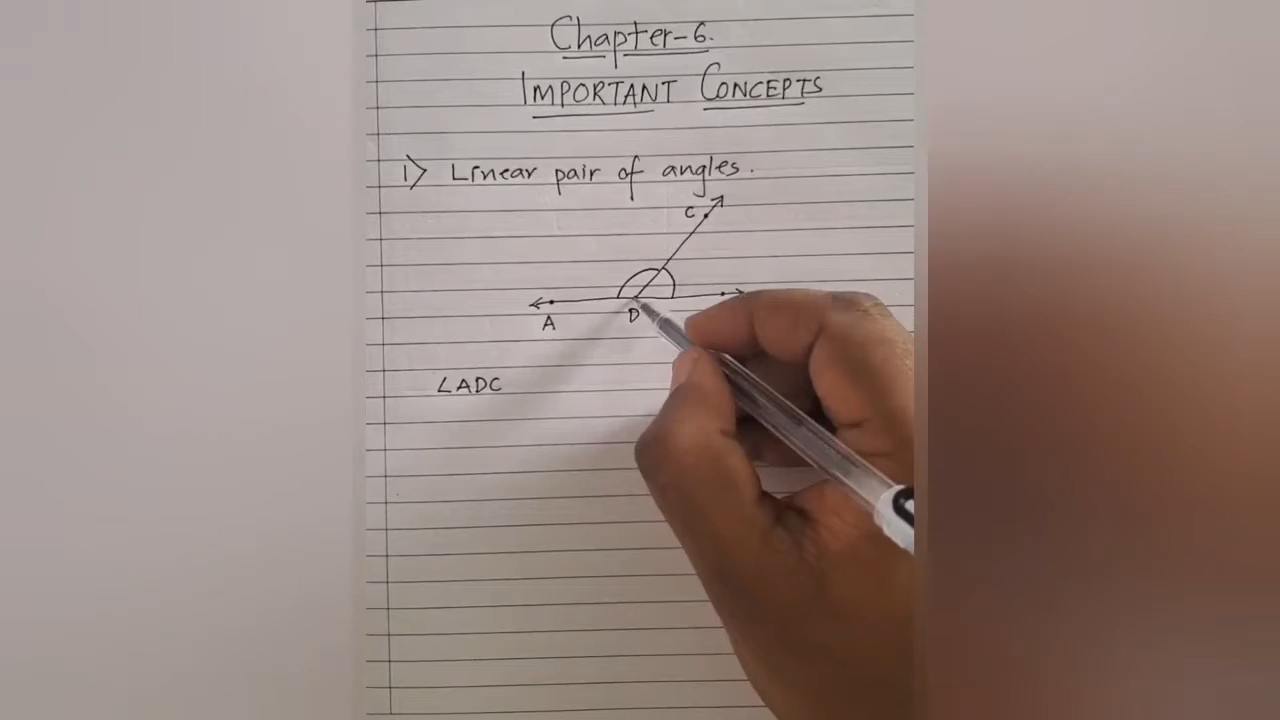 Chapter-6.
IMPORTANT CONCEPTS
1) Linear pair of angles.
C
A D
∠ADC